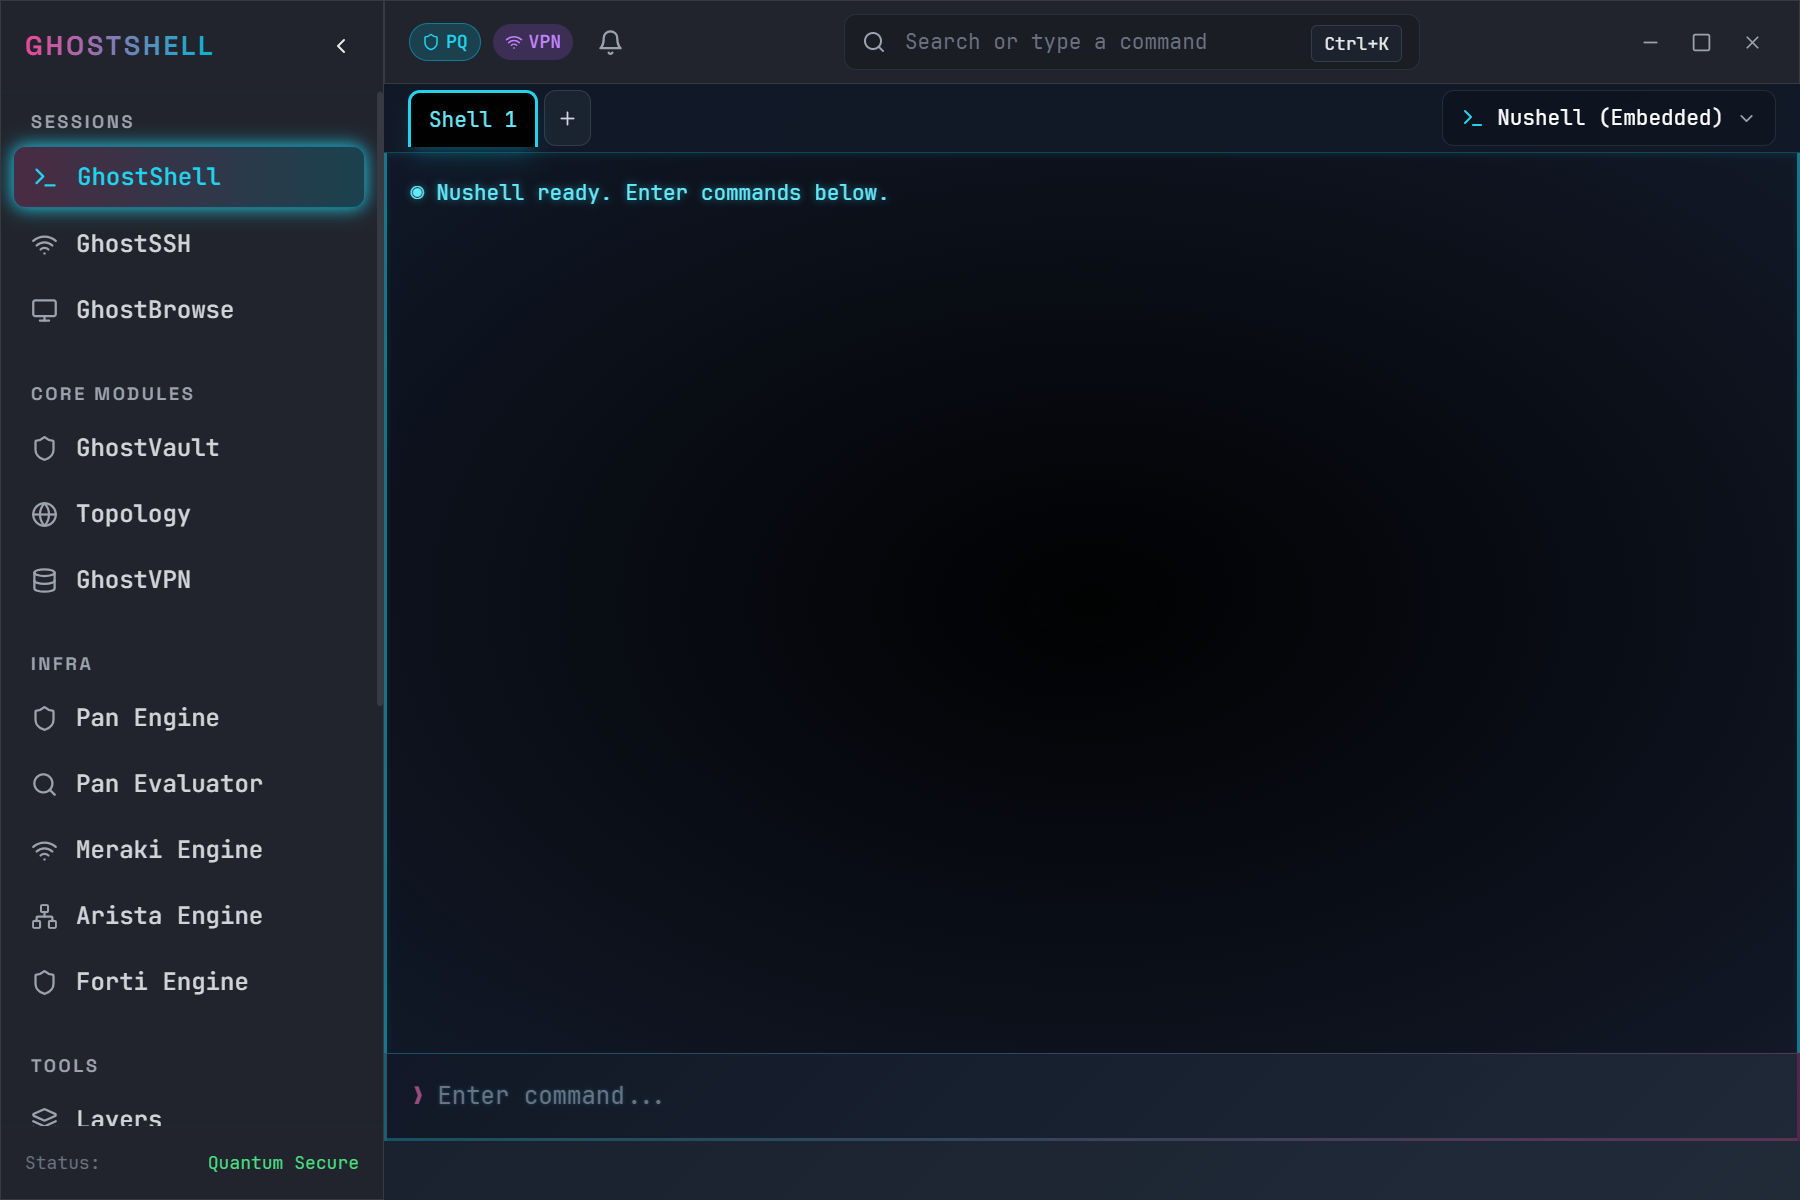 GHOSTSHELL
SESSIONS
GhostShell
GhostSSH
GhostBrowse
CORE MODULES
GhostVault
Topology
GhostVPN
INFRA
Pan Engine
Pan Evaluator
Meraki Engine
Arista Engine
Forti Engine
TOOLS
Layers
Status: Quantum Secure
PQ VPN Search or type a command Ctrl+K
Shell 1 + Nushell (Embedded)
◉ Nushell ready. Enter commands below.
❯ Enter command...